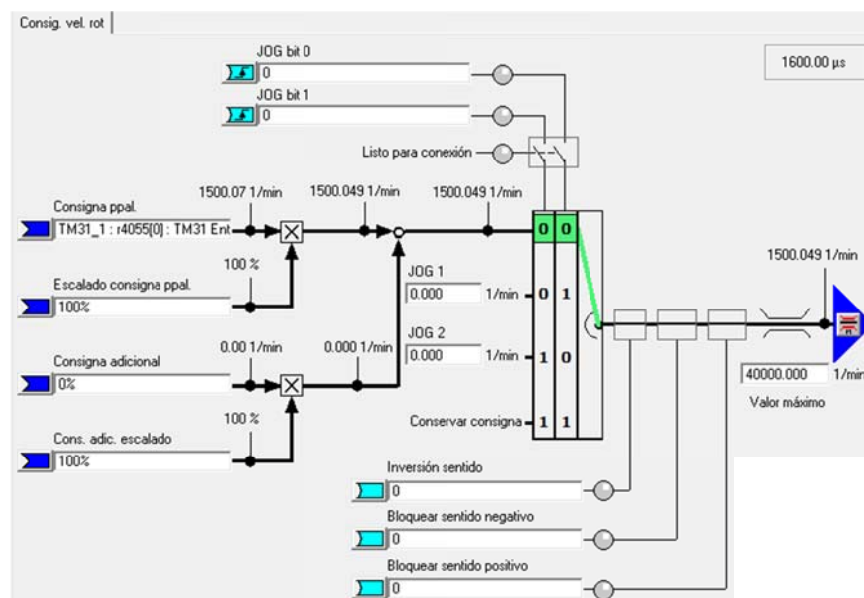 Consig. vel. rot
JOG bit 0
0
1600.00 µs
JOG bit 1
0
Listo para conexión
1500.07 1/min
1500.049 1/min
1500.049 1/min
Consigna ppal.
TM31_1 : r4055[0] : TM31 Ent
0 0
100 %
1500.049 1/min
Escalado consigna ppal.
100%
JOG 1
0.000 1/min
0 1
Consigna adicional
0%
0.00 1/min
0.000 1/min
JOG 2
0.000 1/min
1 0
40000.000 1/min
Valor máximo
100 %
Cons. adic. escalado
100%
Conservar consigna
1 1
Inversión sentido
0
Bloquear sentido negativo
0
Bloquear sentido positivo
0